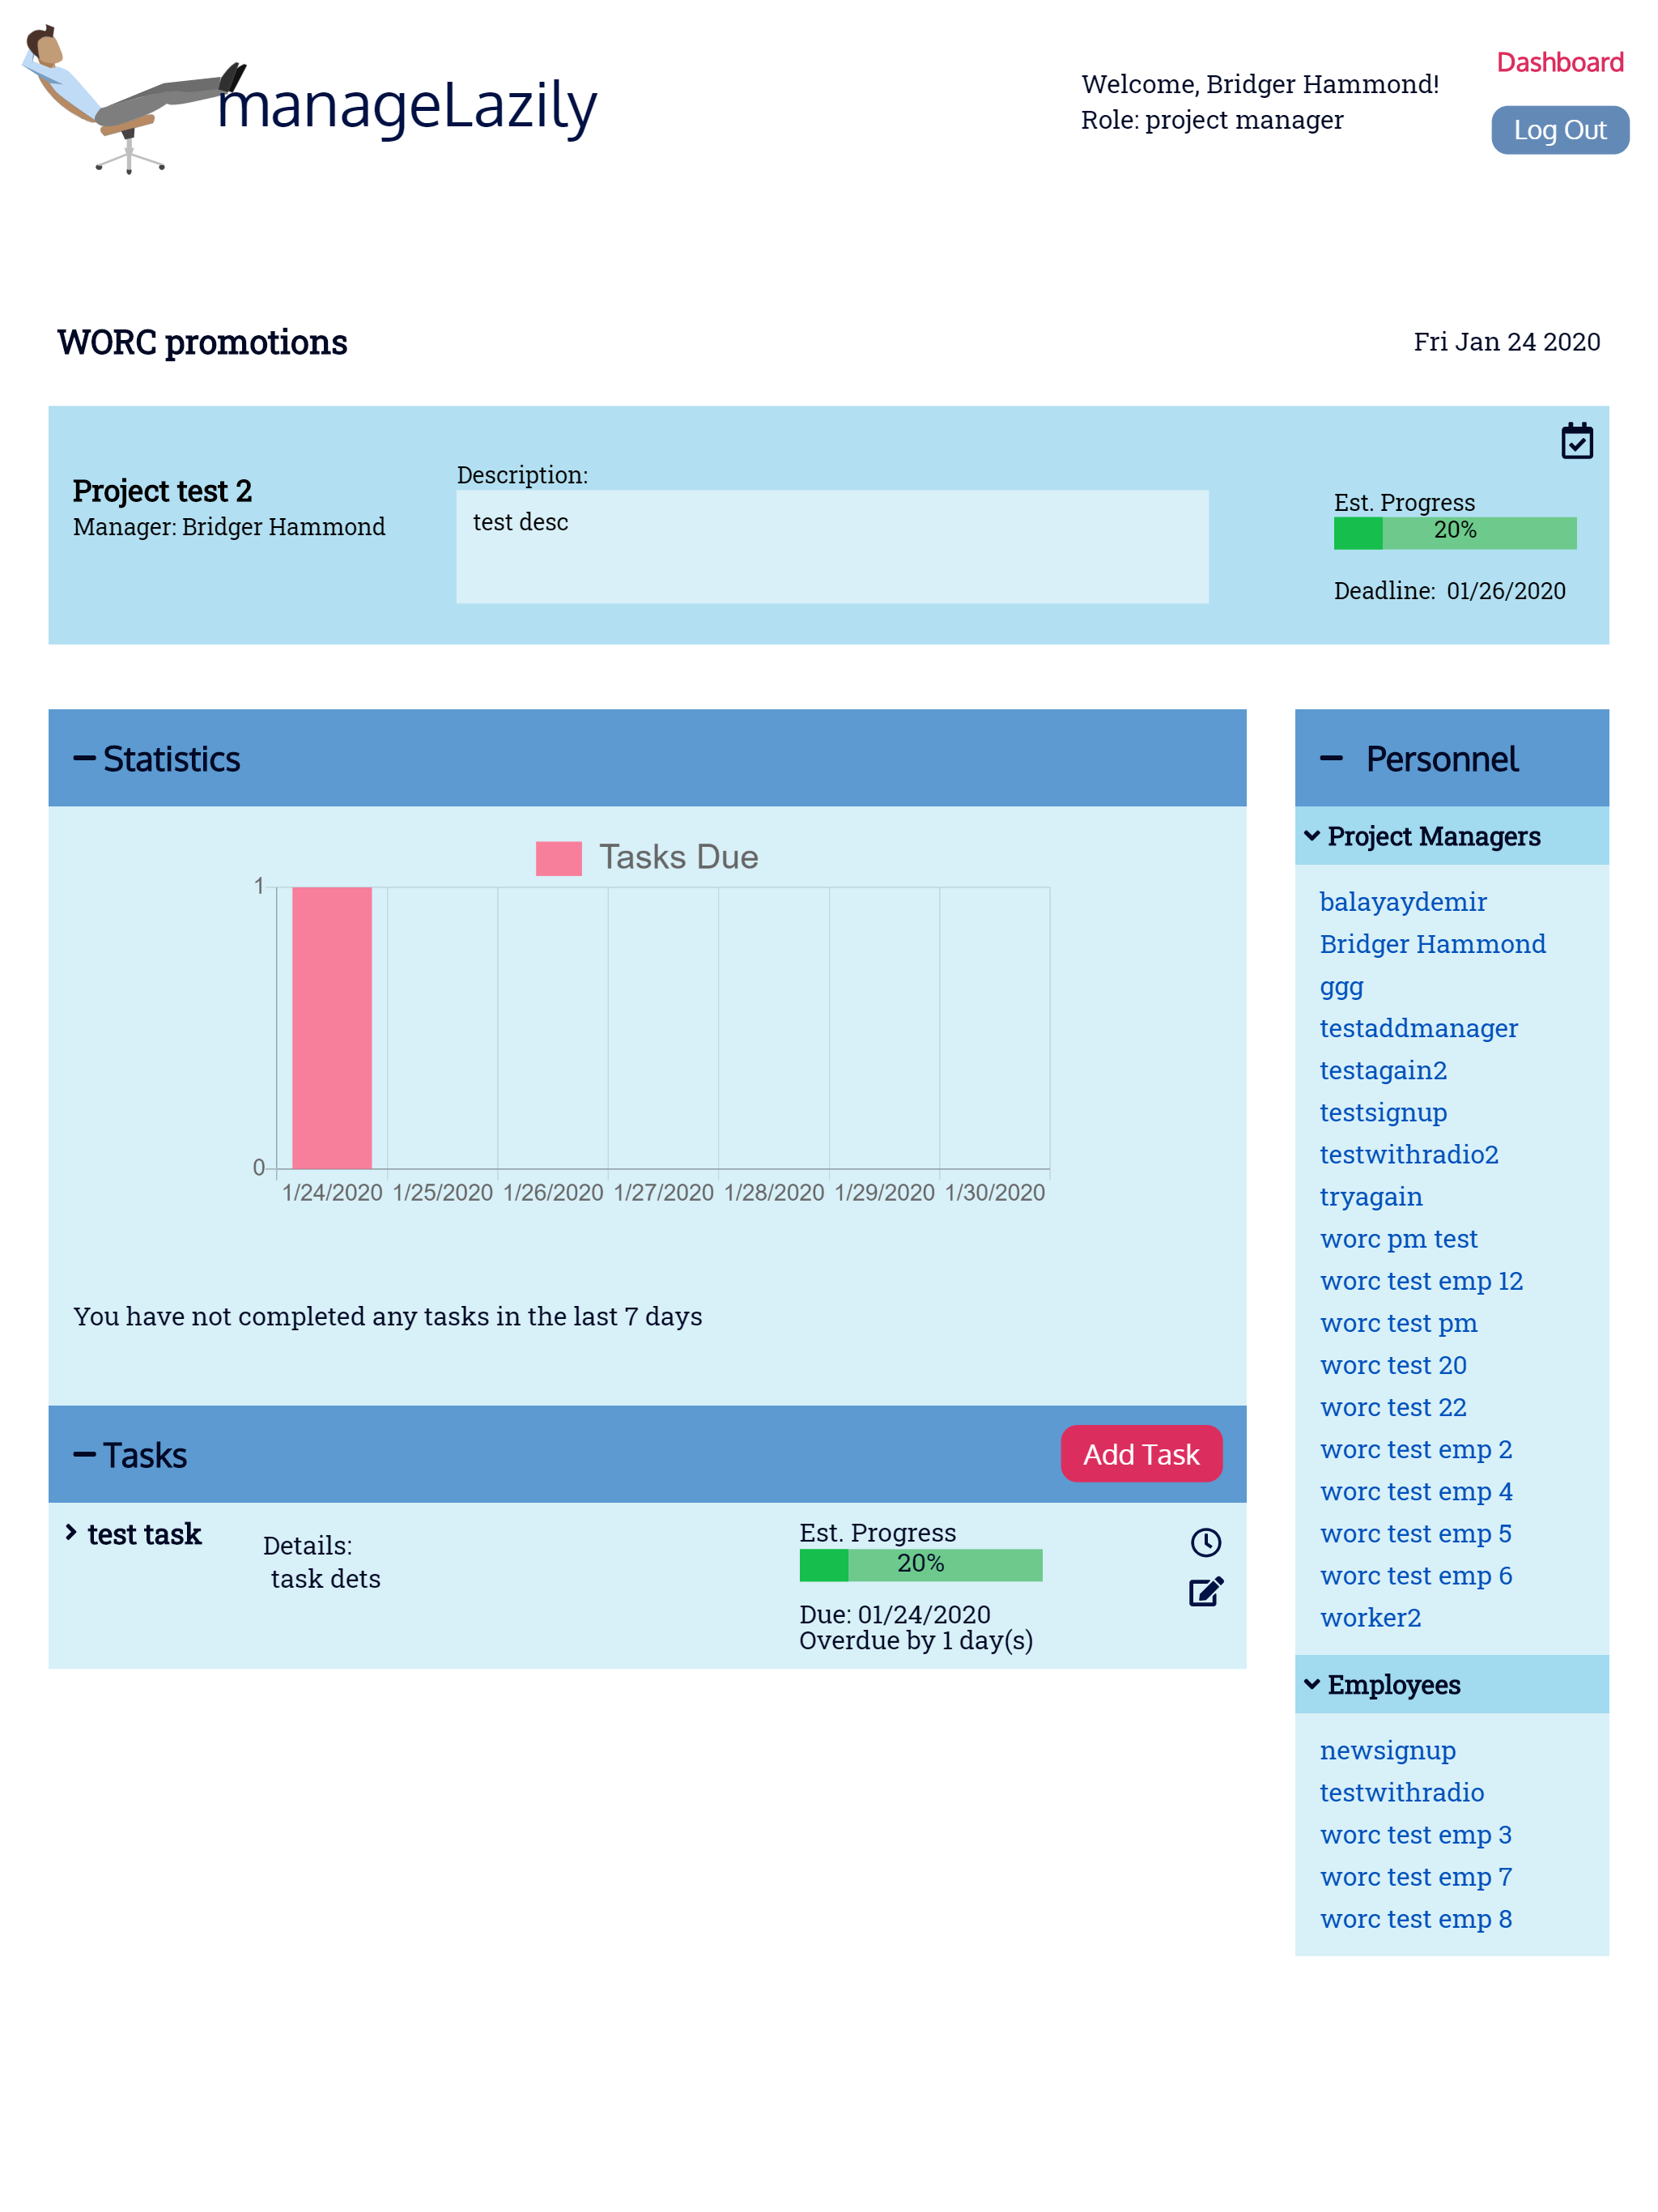 manageLazily
Welcome, Bridger Hammond!
Role: project manager
Dashboard
Log Out
WORC promotions
Fri Jan 24 2020
Project test 2
Manager: Bridger Hammond
Description:
test desc
Est. Progress
20%
Deadline: 01/26/2020
Statistics
Tasks Due
1
0
1/24/2020 1/25/2020 1/26/2020 1/27/2020 1/28/2020 1/29/2020 1/30/2020
You have not completed any tasks in the last 7 days
Tasks
Add Task
test task
Details:
task dets
Est. Progress
20%
Due: 01/24/2020
Overdue by 1 day(s)
Personnel
Project Managers
balayaydemir
Bridger Hammond
ggg
testaddmanager
testagain2
testsignup
testwithradio2
tryagain
worc pm test
worc test emp 12
worc test pm
worc test 20
worc test 22
worc test emp 2
worc test emp 4
worc test emp 5
worc test emp 6
worker2
Employees
newsignup
testwithradio
worc test emp 3
worc test emp 7
worc test emp 8